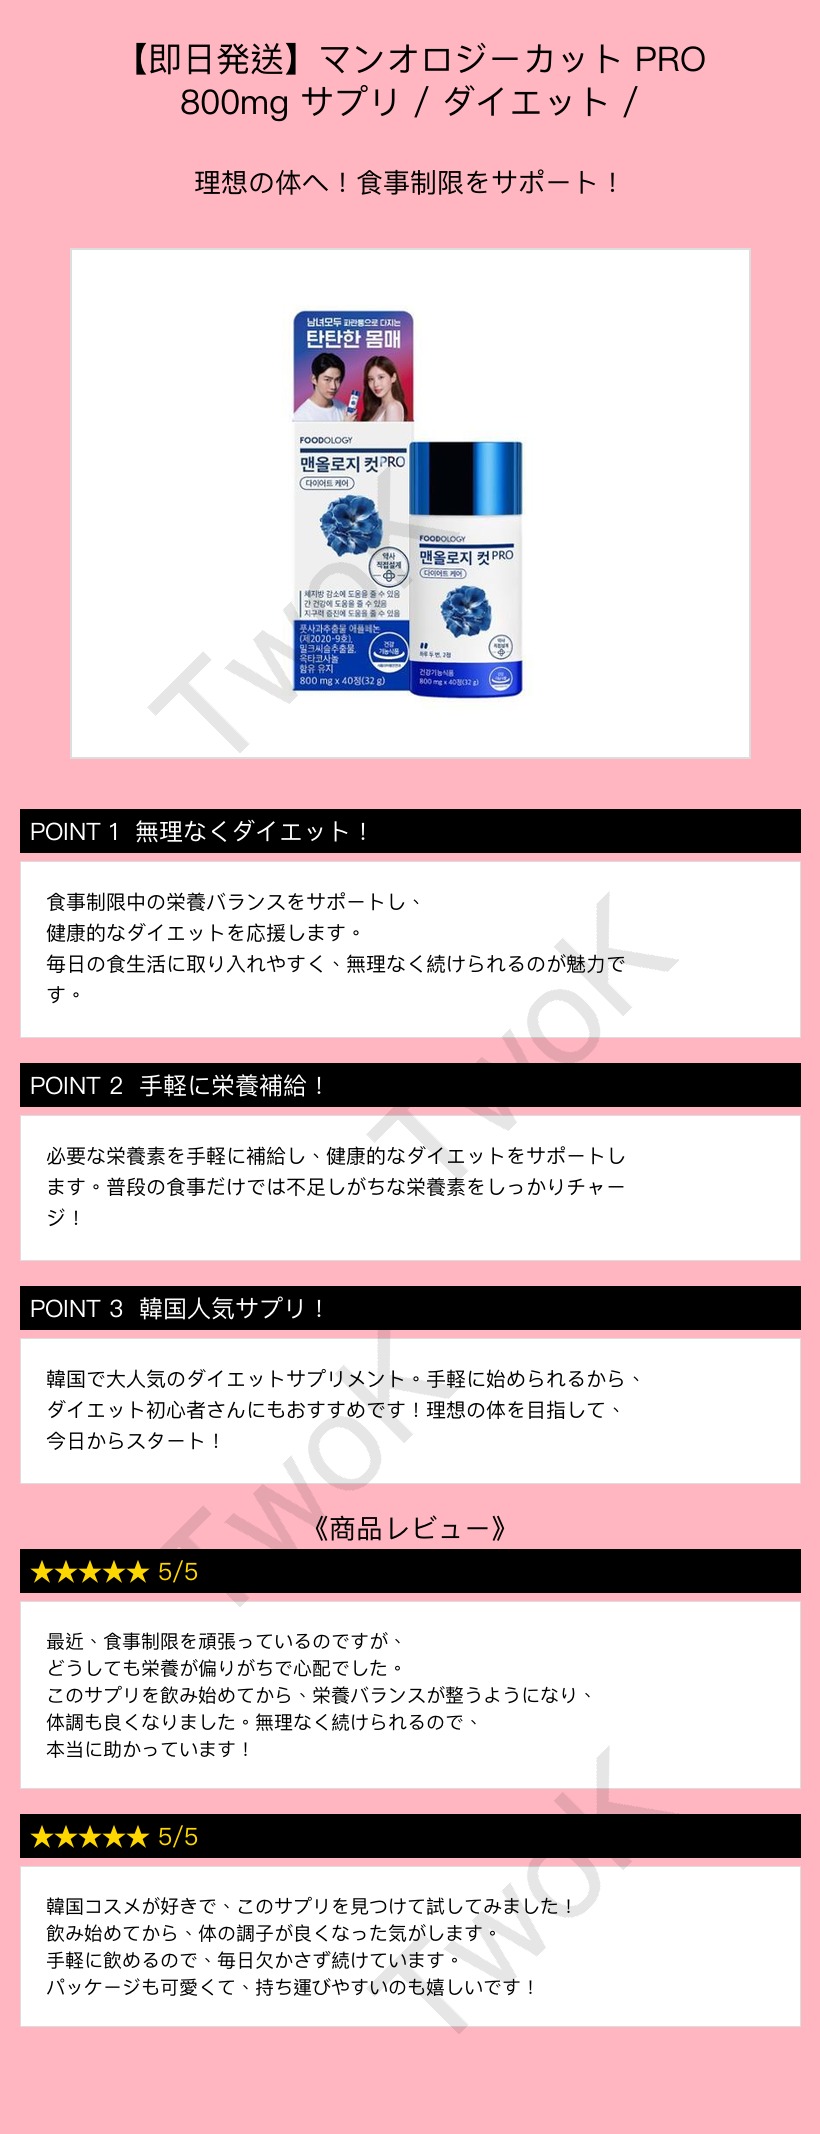 【即日発送】マンオロジーカット PRO
800mg サプリ / ダイエット /
理想の体へ！食事制限をサポート！
남녀모두 파란통으로 다지는
탄탄한 몸매
FOODOLOGY
맨올로지 컷PRO
다이어트 케어
약사
직접설계
체지방 감소에 도움을 줄 수 있음
간 건강에 도움을 줄 수 있음
지구력 증진에 도움을 줄 수 있음
풋사과추출물 애플페논
(제2020-9호),
밀크씨슬추출물,
옥타코사놀
함유 유지
800 mg x 40정(32 g)
건강
기능식품
FOODOLOGY
맨올로지 컷PRO
다이어트 케어
하루 두 번, 2정
건강기능식품
800 mg x 40정(32 g)
TwoK
POINT 1 無理なくダイエット！
食事制限中の栄養バランスをサポートし、
健康的なダイエットを応援します。
毎日の食生活に取り入れやすく、無理なく続けられるのが魅力で
す。
TwoK
POINT 2 手軽に栄養補給！
必要な栄養素を手軽に補給し、健康的なダイエットをサポートし
ます。普段の食事だけでは不足しがちな栄養素をしっかりチャー
ジ！
POINT 3 韓国人気サプリ！
韓国で大人気のダイエットサプリメント。手軽に始められるから、
ダイエット初心者さんにもおすすめです！理想の体を目指して、
今日からスタート！
TwoK
《商品レビュー》
★★★★★ 5/5
最近、食事制限を頑張っているのですが、
どうしても栄養が偏りがちで心配でした。
このサプリを飲み始めてから、栄養バランスが整うようになり、
体調も良くなりました。無理なく続けられるので、
本当に助かっています！
★★★★★ 5/5
韓国コスメが好きで、このサプリを見つけて試してみました！
飲み始めてから、体の調子が良くなった気がします。
手軽に飲めるので、毎日欠かさず続けています。
パッケージも可愛くて、持ち運びやすいのも嬉しいです！
TwoK